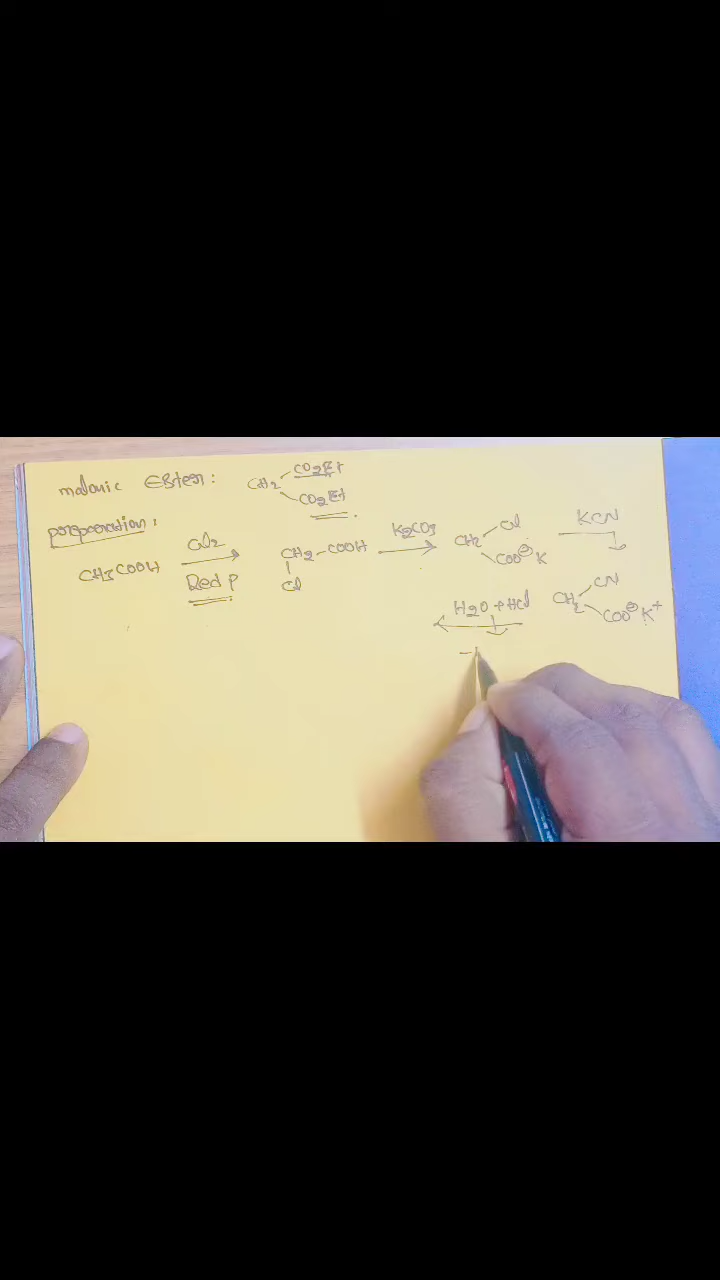 malonic Ester: CH2 CO2Et
CO2Et
preparation:
CH3COOH Cl2 Red P CH2-COOH
Cl
K2CO3
CH2 Cl
COO⊖K
KCN
CH2 CN
COO⊖K+
H2O + HCl